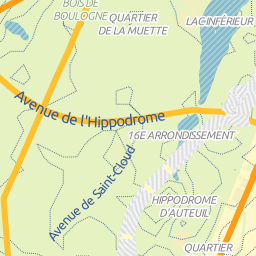 BOIS DE
BOULOGNE
QUARTIER
DE LA MUETTE
LAC INFÉRIEUR
Avenue de l'Hippodrome
16E ARRONDISSEMENT
Avenue de Saint-Cloud
HIPPODROME
D'AUTEUIL
QUARTIER